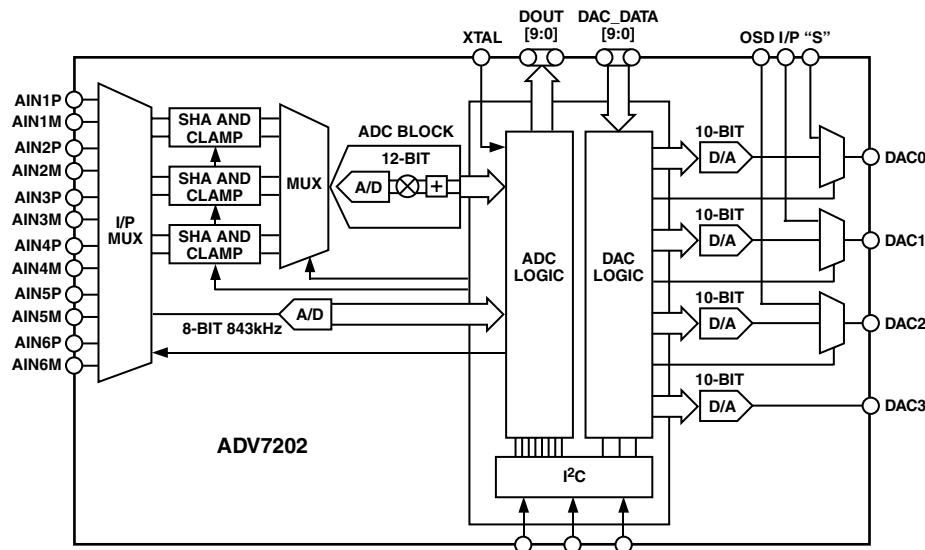 XTAL
DOUT
[9:0]
DAC_DATA
[9:0]
OSD I/P “S”
AIN1P
AIN1M
AIN2P
AIN2M
AIN3P
AIN3M
AIN4P
AIN4M
AIN5P
AIN5M
AIN6P
AIN6M
I/P
MUX
SHA AND
CLAMP
SHA AND
CLAMP
SHA AND
CLAMP
MUX
ADC BLOCK
12-BIT
A/D
+
8-BIT 843kHz
A/D
ADC
LOGIC
DAC
LOGIC
I²C
10-BIT
D/A
DAC0
10-BIT
D/A
DAC1
10-BIT
D/A
DAC2
10-BIT
D/A
DAC3
ADV7202